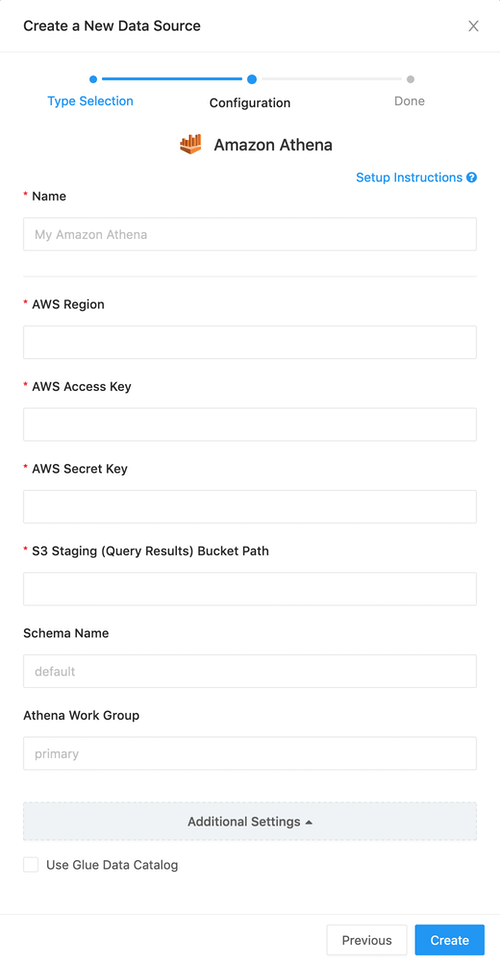 Create a New Data Source
Type Selection
Configuration
Done
Amazon Athena
Setup Instructions
* Name
My Amazon Athena
* AWS Region
* AWS Access Key
* AWS Secret Key
* S3 Staging (Query Results) Bucket Path
Schema Name
default
Athena Work Group
primary
Additional Settings
Use Glue Data Catalog
Previous
Create